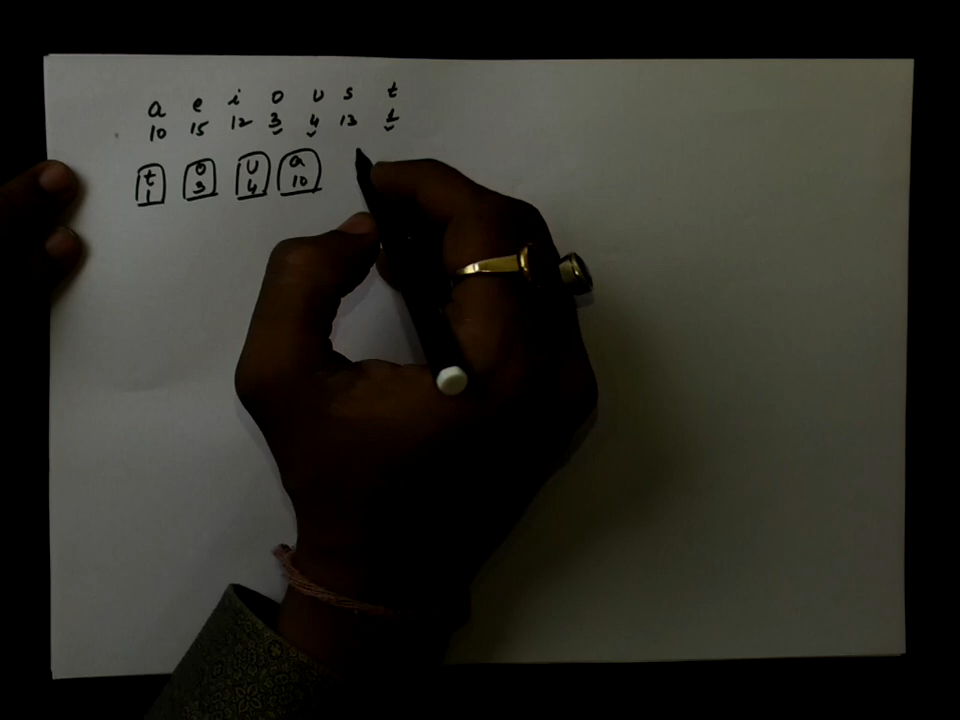 a e i o u s t
10 15 12 3 4 13 1
t o u a
1 3 4 10